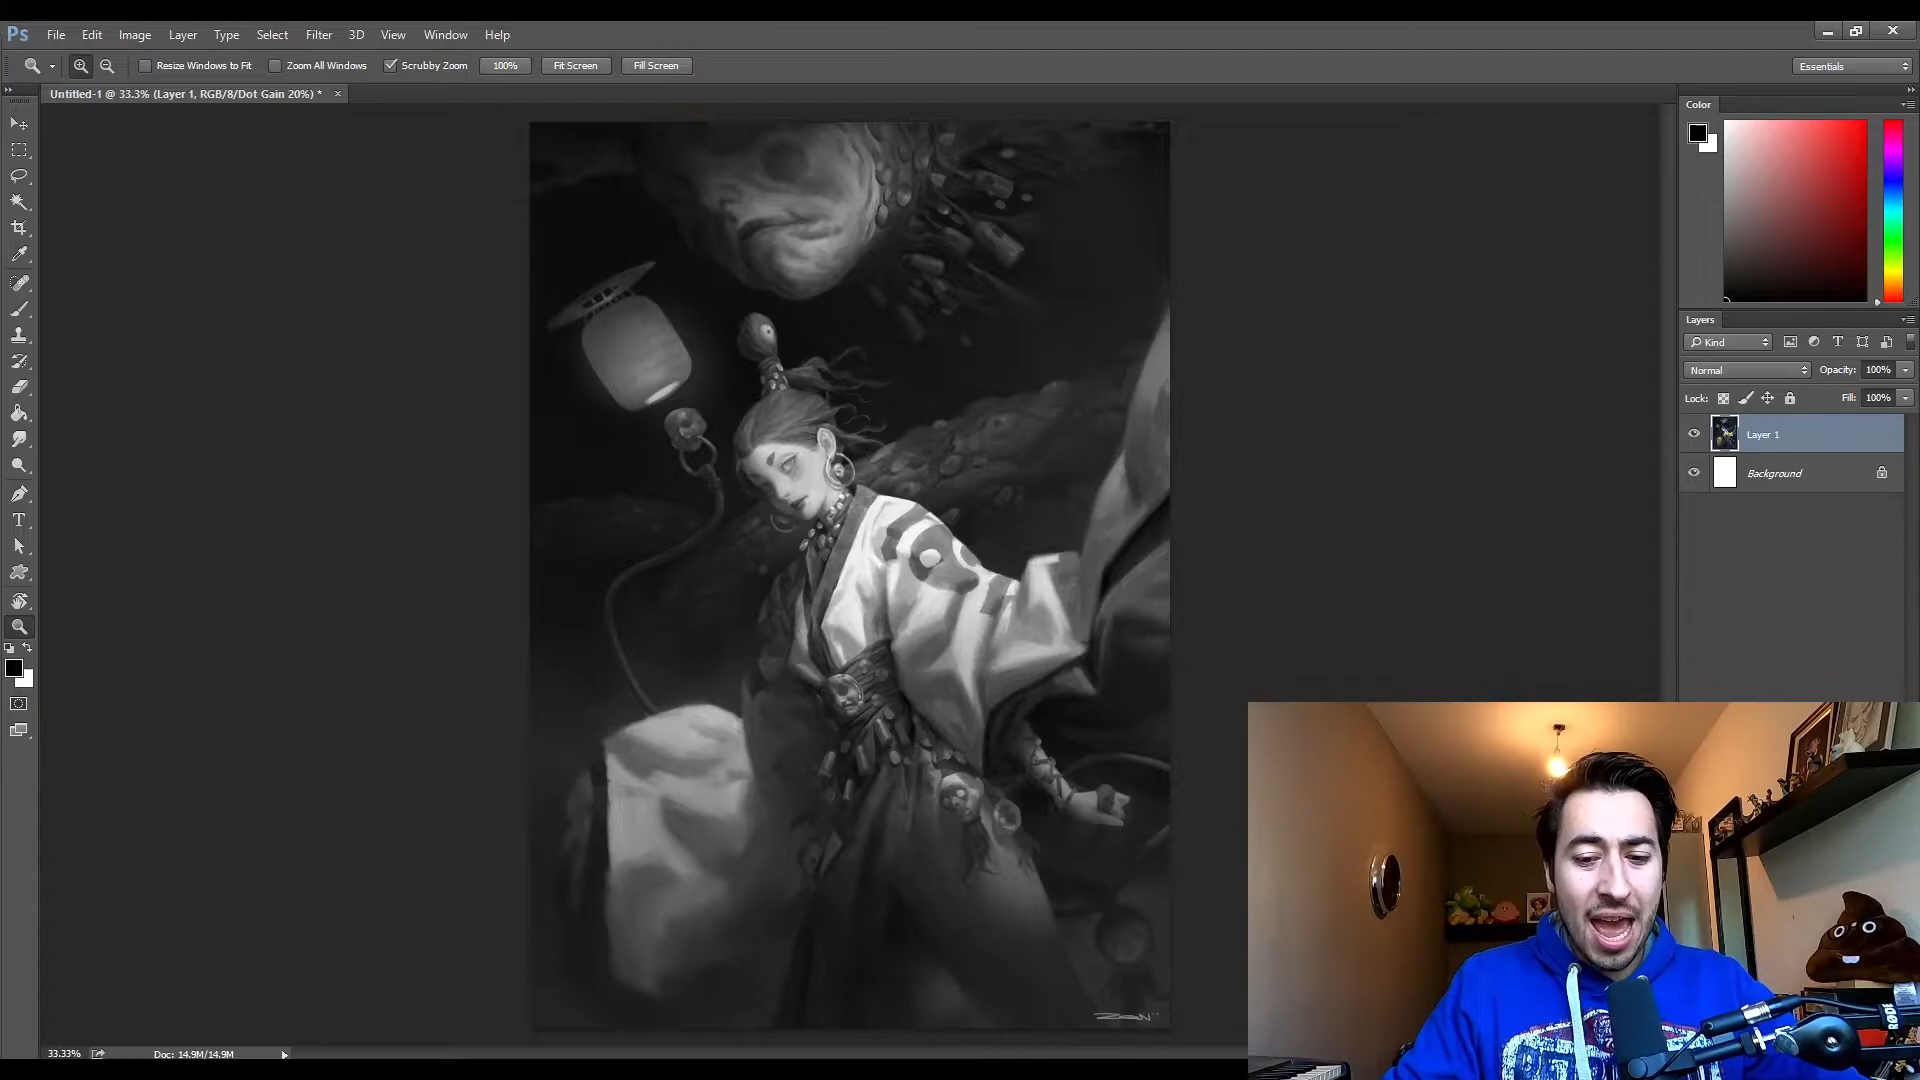 Ps File Edit Image Layer Type Select Filter 3D View Window Help
Resize Windows to Fit Zoom All Windows Scrubby Zoom 100% Fit Screen Fill Screen Essentials
Untitled-1 @ 33.3% (Layer 1, RGB/8/Dot Gain 20%) * ×
Color
Layers
Kind
Normal Opacity: 100%
Lock: Fill: 100%
Layer 1
Background
33.33% Doc: 14.9M/14.9M
RØDE